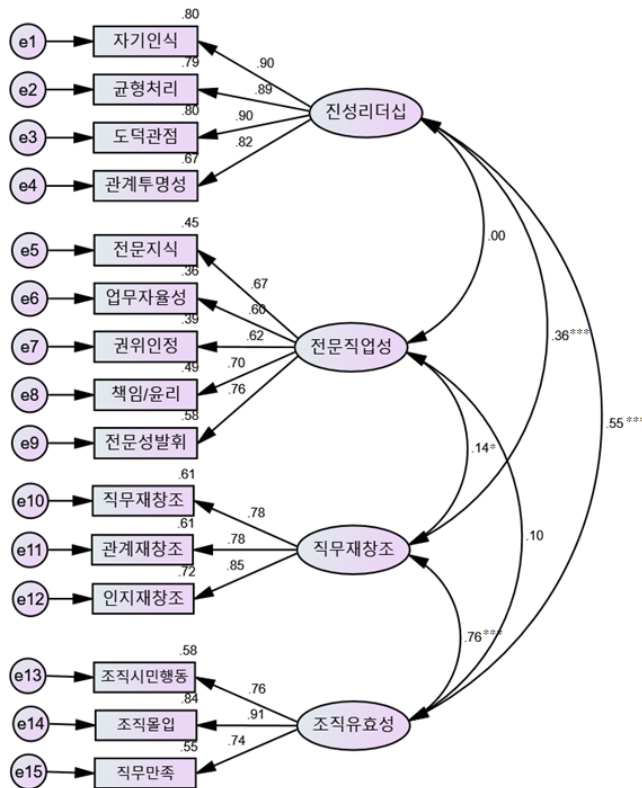 .80
e1 자기인식
.90
.79
e2 균형처리
.89
진성리더십
.80
e3 도덕관점
.90
.82
.67
e4 관계투명성
.45
e5 전문지식
.00
.67
.36
e6 업무자율성
.60
.39
.36***
e7 권위인정
.62
전문직업성
.49
.70
e8 책임/윤리
.76
.55***
.58
e9 전문성발휘
.14*
.61
e10 직무재창조
.78
.61
.10
e11 관계재창조
.78
직무재창조
.72
.85
e12 인지재창조
.76***
.58
e13 조직시민행동
.76
.84
e14 조직몰입
.91
조직유효성
.55
.74
e15 직무만족